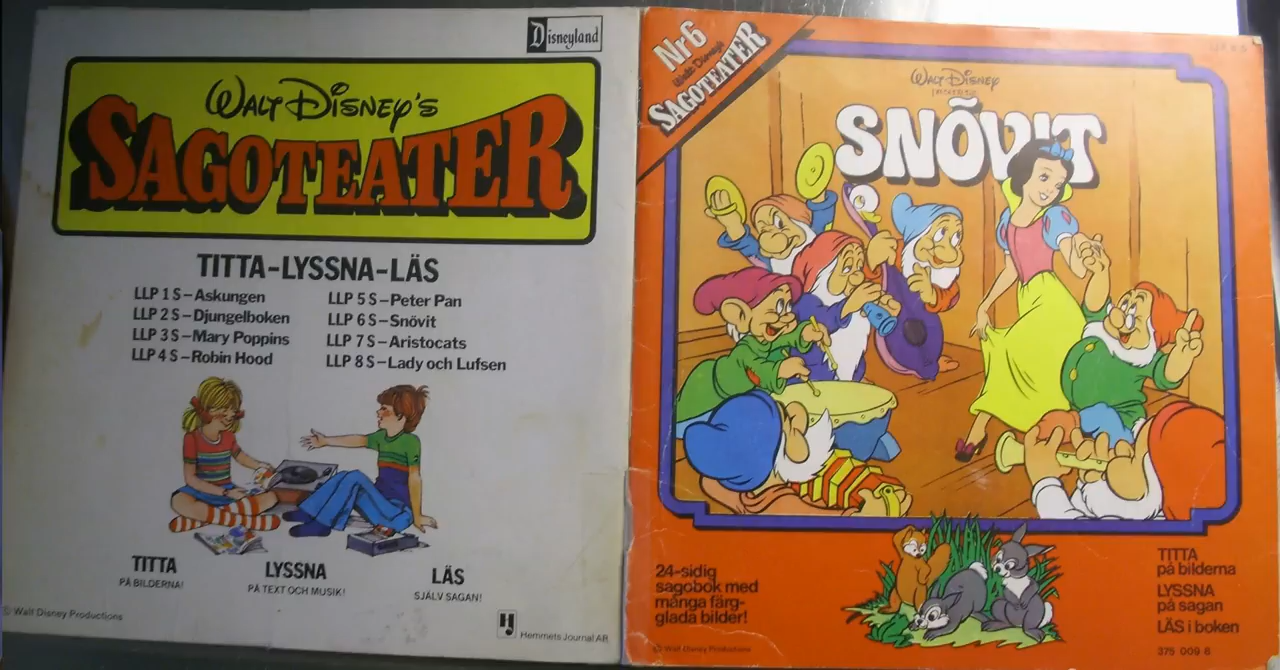 Disneyland
WALT DISNEY'S
SAGOTEATER
TITTA-LYSSNA-LÄS
LLP 1 S – Askungen
LLP 2 S – Djungelboken
LLP 3 S – Mary Poppins
LLP 4 S – Robin Hood
LLP 5 S – Peter Pan
LLP 6 S – Snövit
LLP 7 S – Aristocats
LLP 8 S – Lady och Lufsen
TITTA
PÅ BILDERNA!
LYSSNA
PÅ TEXT OCH MUSIK!
LÄS
SJÄLV SAGAN!
© Walt Disney Productions
Hemmets Journal AB
Nr 6
Walt Disney's
SAGOTEATER
WALT DISNEY
PRESENTS
SNÖVIT
24-sidig
sagobok med
många färg-
glada bilder!
TITTA
på bilderna
LYSSNA
på sagan
LÄS i boken
© Walt Disney Productions
375 009 6